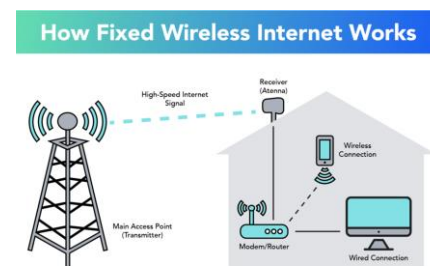 How Fixed Wireless Internet Works
High-Speed Internet
Signal
Receiver
(Atenna)
Wireless
Connection
Main Access Point
(Transmitter)
Modem/Router
Wired Connection